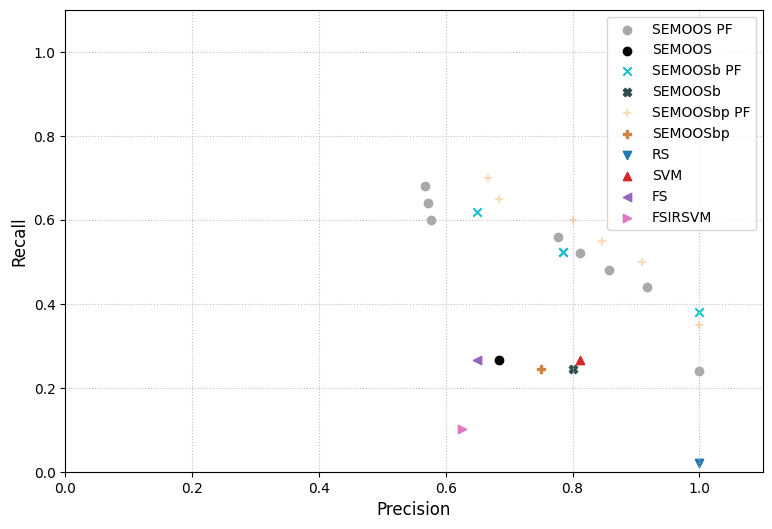 SEMOOS PF
SEMOOS
SEMOOSb PF
SEMOOSb
SEMOOSbp PF
SEMOOSbp
RS
SVM
FS
FSIRSVM
Recall
1.0
0.8
0.6
0.4
0.2
0.0
0.0 0.2 0.4 0.6 0.8 1.0
Precision